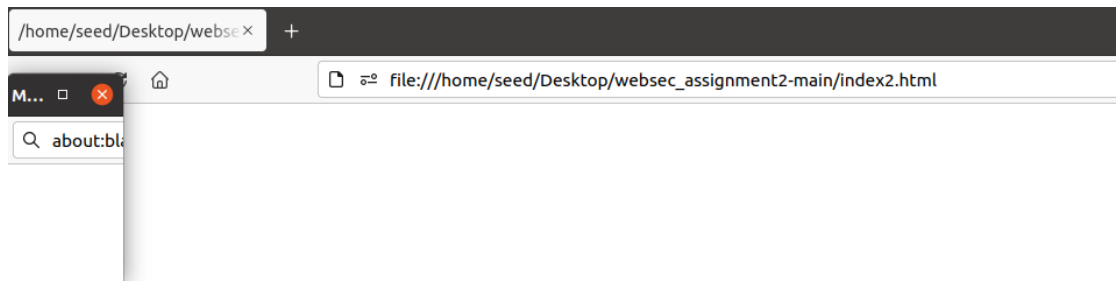 /home/seed/Desktop/webse
file:///home/seed/Desktop/websec_assignment2-main/index2.html
M...
about:bla